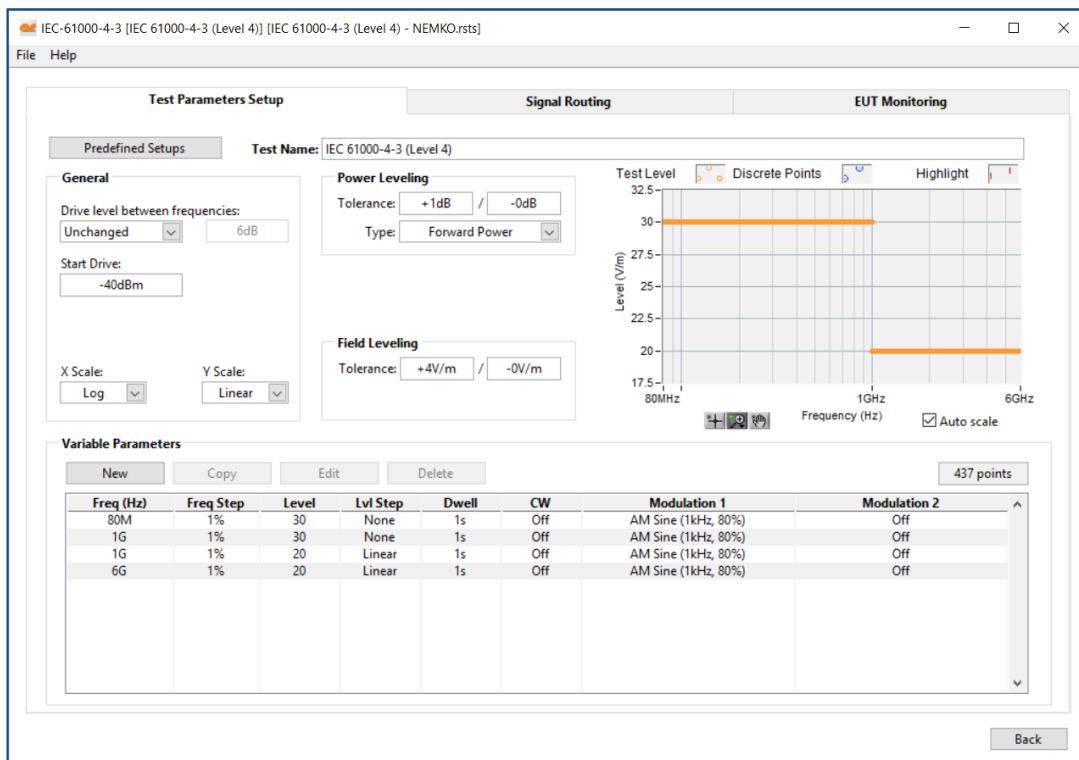 IEC-61000-4-3 [IEC 61000-4-3 (Level 4)] [IEC 61000-4-3 (Level 4) - NEMKO.rsts]
File Help
Test Parameters Setup Signal Routing EUT Monitoring
Predefined Setups Test Name: IEC 61000-4-3 (Level 4)
General
Drive level between frequencies:
Unchanged 6dB
Start Drive:
-40dBm
X Scale: Y Scale:
Log Linear
Power Leveling
Tolerance: +1dB / -0dB
Type: Forward Power
Field Leveling
Tolerance: +4V/m / -0V/m
Test Level Discrete Points Highlight
Level (V/m)
32.5
30
27.5
25
22.5
20
17.5
80MHz 1GHz 6GHz
Frequency (Hz)
Auto scale
Variable Parameters
New Copy Edit Delete 437 points
Freq (Hz) Freq Step Level Lvl Step Dwell CW Modulation 1 Modulation 2
80M 1% 30 None 1s Off AM Sine (1kHz, 80%) Off
1G 1% 30 None 1s Off AM Sine (1kHz, 80%) Off
1G 1% 20 Linear 1s Off AM Sine (1kHz, 80%) Off
6G 1% 20 Linear 1s Off AM Sine (1kHz, 80%) Off
Back